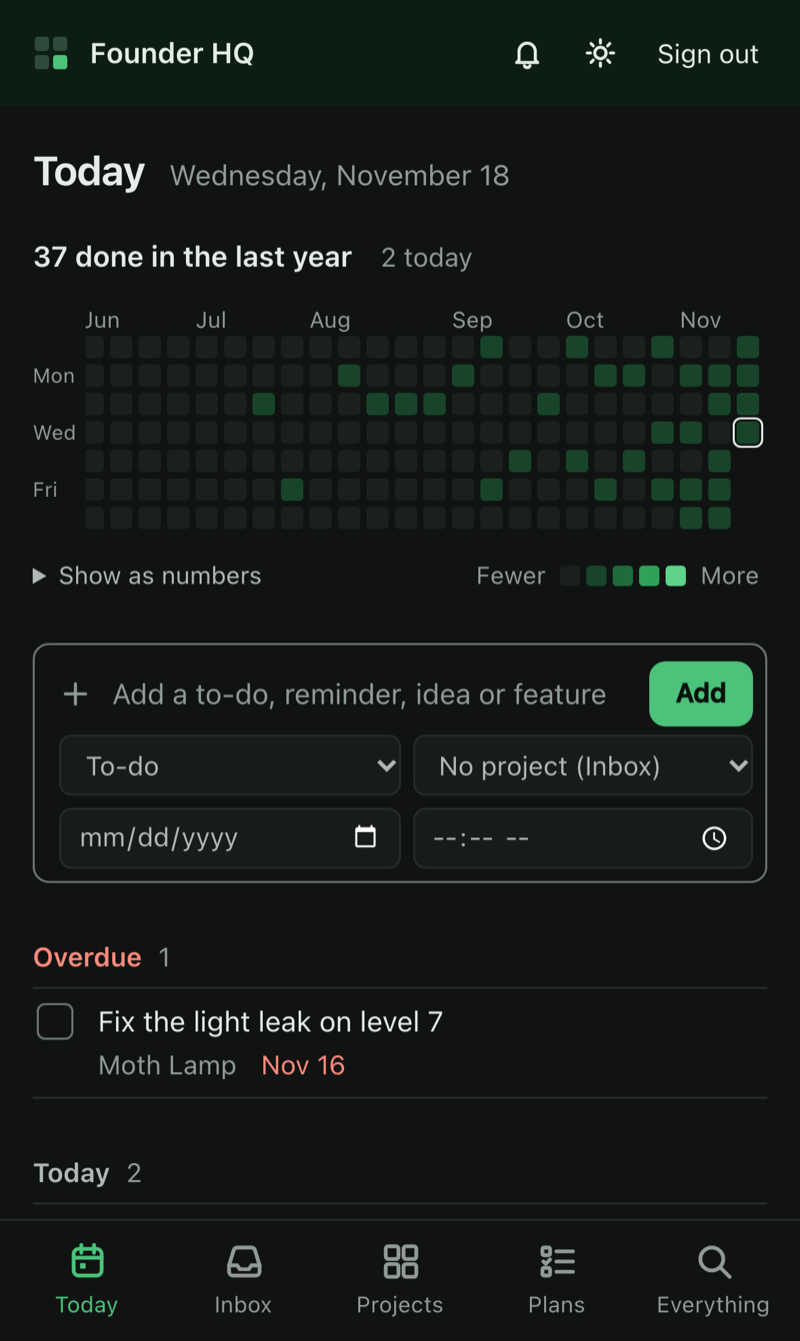 Founder HQ
Sign out
Today Wednesday, November 18
37 done in the last year 2 today
Jun Jul Aug Sep Oct Nov
Mon
Wed
Fri
Show as numbers
Fewer More
Add a to-do, reminder, idea or feature
Add
To-do
No project (Inbox)
mm/dd/yyyy
--:-- --
Overdue 1
Fix the light leak on level 7
Moth Lamp Nov 16
Today 2
Today Inbox Projects Plans Everything